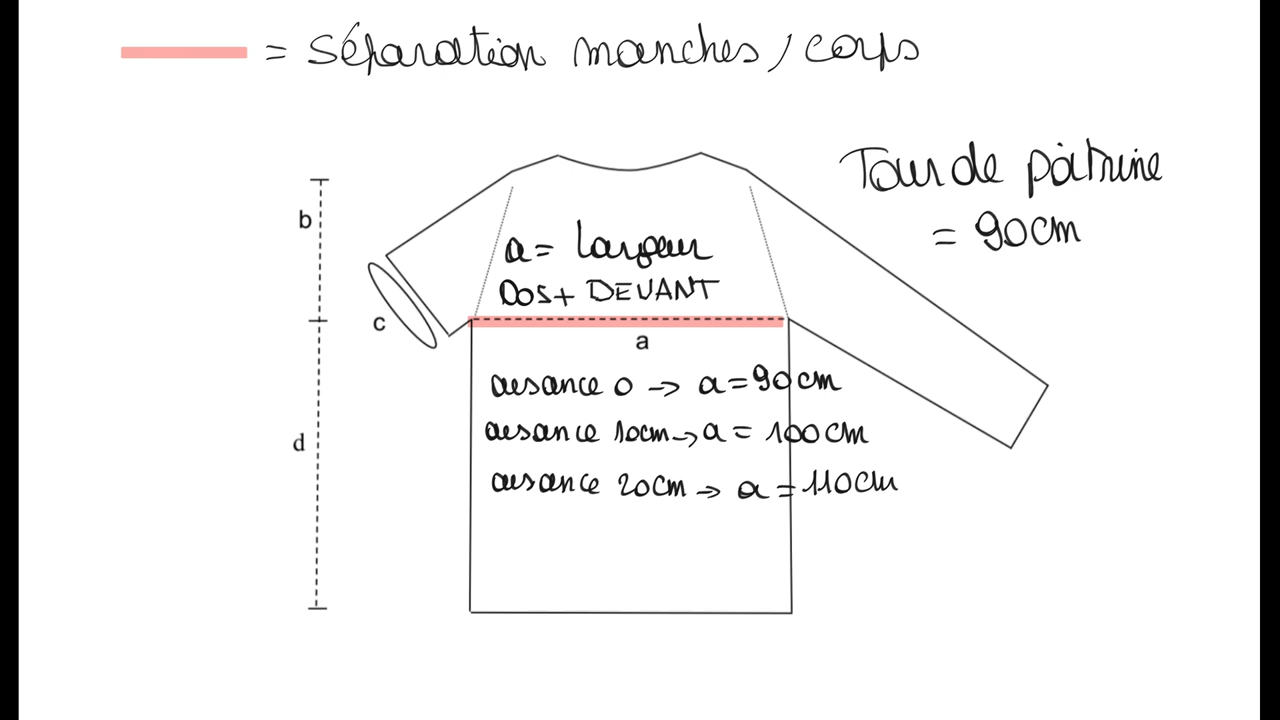 = séparation manches/corps
Tour de poitrine
= 90cm
b
a = largeur
DOS + DEVANT
c
a
aisance 0 → a = 90cm
aisance 10cm → a = 100cm
d
aisance 20cm → a = 110cm